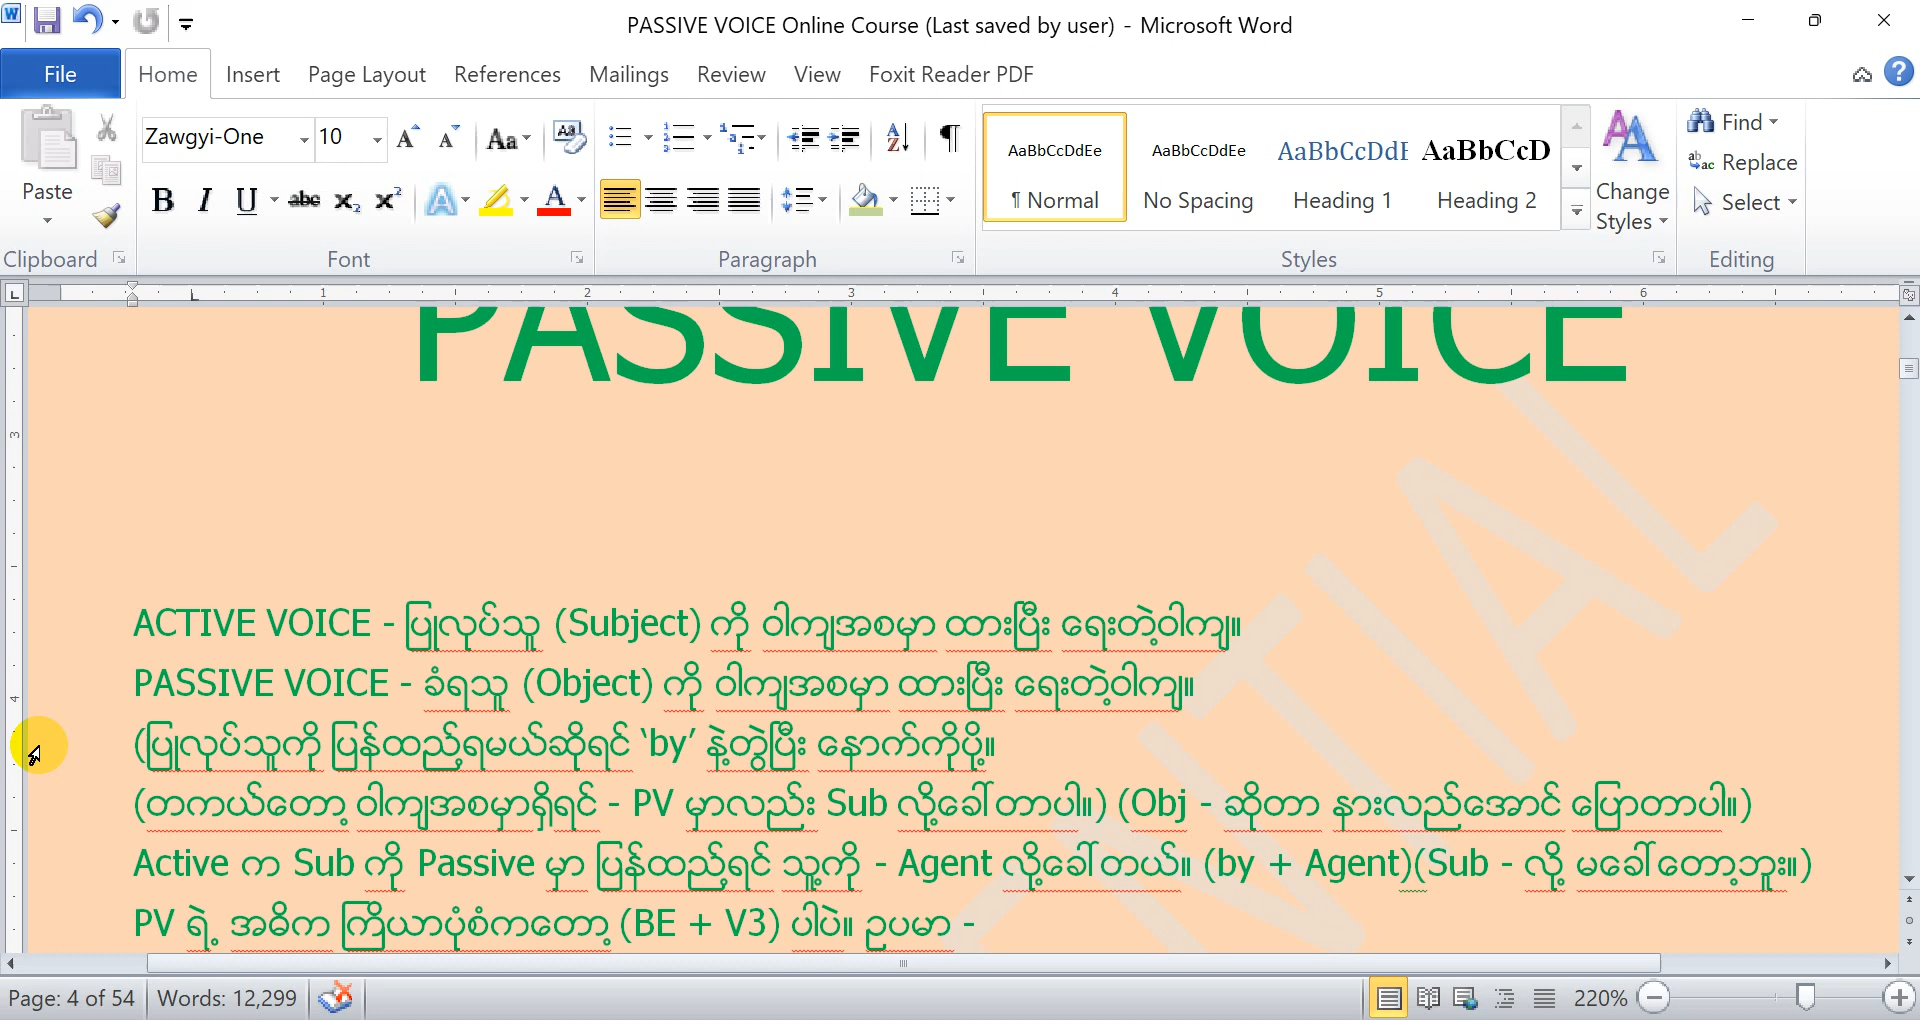 PASSIVE VOICE Online Course (Last saved by user) - Microsoft Word
File Home Insert Page Layout References Mailings Review View Foxit Reader PDF
Zawgyi-One 10 Aa
AaBbCcDdEe AaBbCcDdEe AaBbCcDdE AaBbCcD
Find
Replace
Select
Paste
B I U abc x₂ x²
¶ Normal No Spacing Heading 1 Heading 2
Change Styles
Clipboard Font Paragraph Styles Editing
1 2 3 4 5 6
PASSIVE VOICE
ACTIVE VOICE - ပြုလုပ်သူ (Subject) ကို ဝါကျအစမှာ ထားပြီး ရေးတဲ့ဝါကျ။
PASSIVE VOICE - ခံရသူ (Object) ကို ဝါကျအစမှာ ထားပြီး ရေးတဲ့ဝါကျ။
(ပြုလုပ်သူကို ပြန်ထည့်ရမယ်ဆိုရင် ‘by’ နဲ့တွဲပြီး နောက်ကိုပို့။
(တကယ်တော့ ဝါကျအစမှာရှိရင် - PV မှာလည်း Sub လို့ခေါ်တာပါ။) (Obj - ဆိုတာ နားလည်အောင် ပြောတာပါ။)
Active က Sub ကို Passive မှာ ပြန်ထည့်ရင် သူ့ကို - Agent လို့ခေါ်တယ်။ (by + Agent)(Sub - လို့ မခေါ်တော့ဘူး။)
PV ရဲ့ အဓိက ကြိယာပုံစံကတော့ (BE + V3) ပါပဲ။ ဥပမာ -
Page: 4 of 54 Words: 12,299 220%